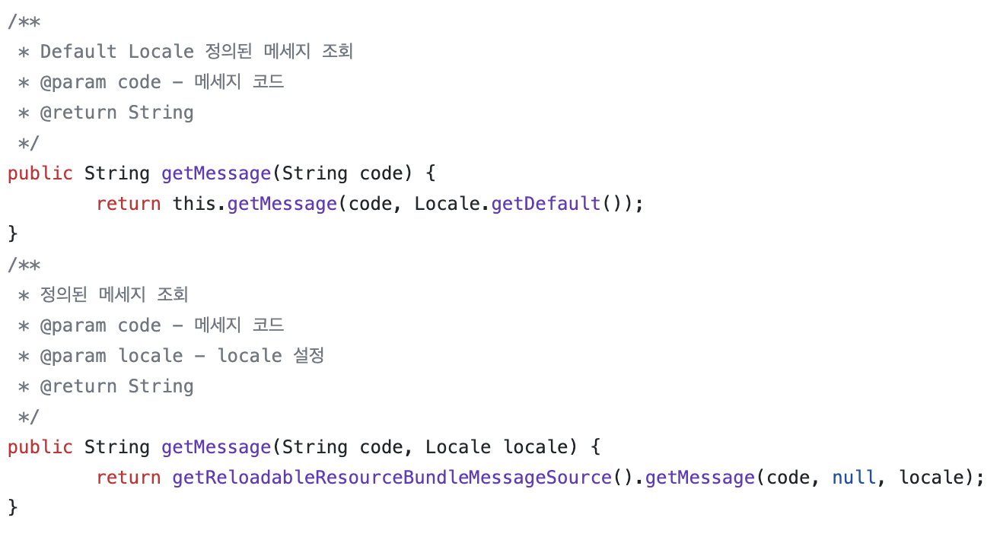 /**
 * Default Locale 정의된 메세지 조회
 * @param code – 메세지 코드
 * @return String
 */
public String getMessage(String code) {
        return this.getMessage(code, Locale.getDefault());
}
/**
 * 정의된 메세지 조회
 * @param code – 메세지 코드
 * @param locale – locale 설정
 * @return String
 */
public String getMessage(String code, Locale locale) {
        return getReloadableResourceBundleMessageSource().getMessage(code, null, locale);
}